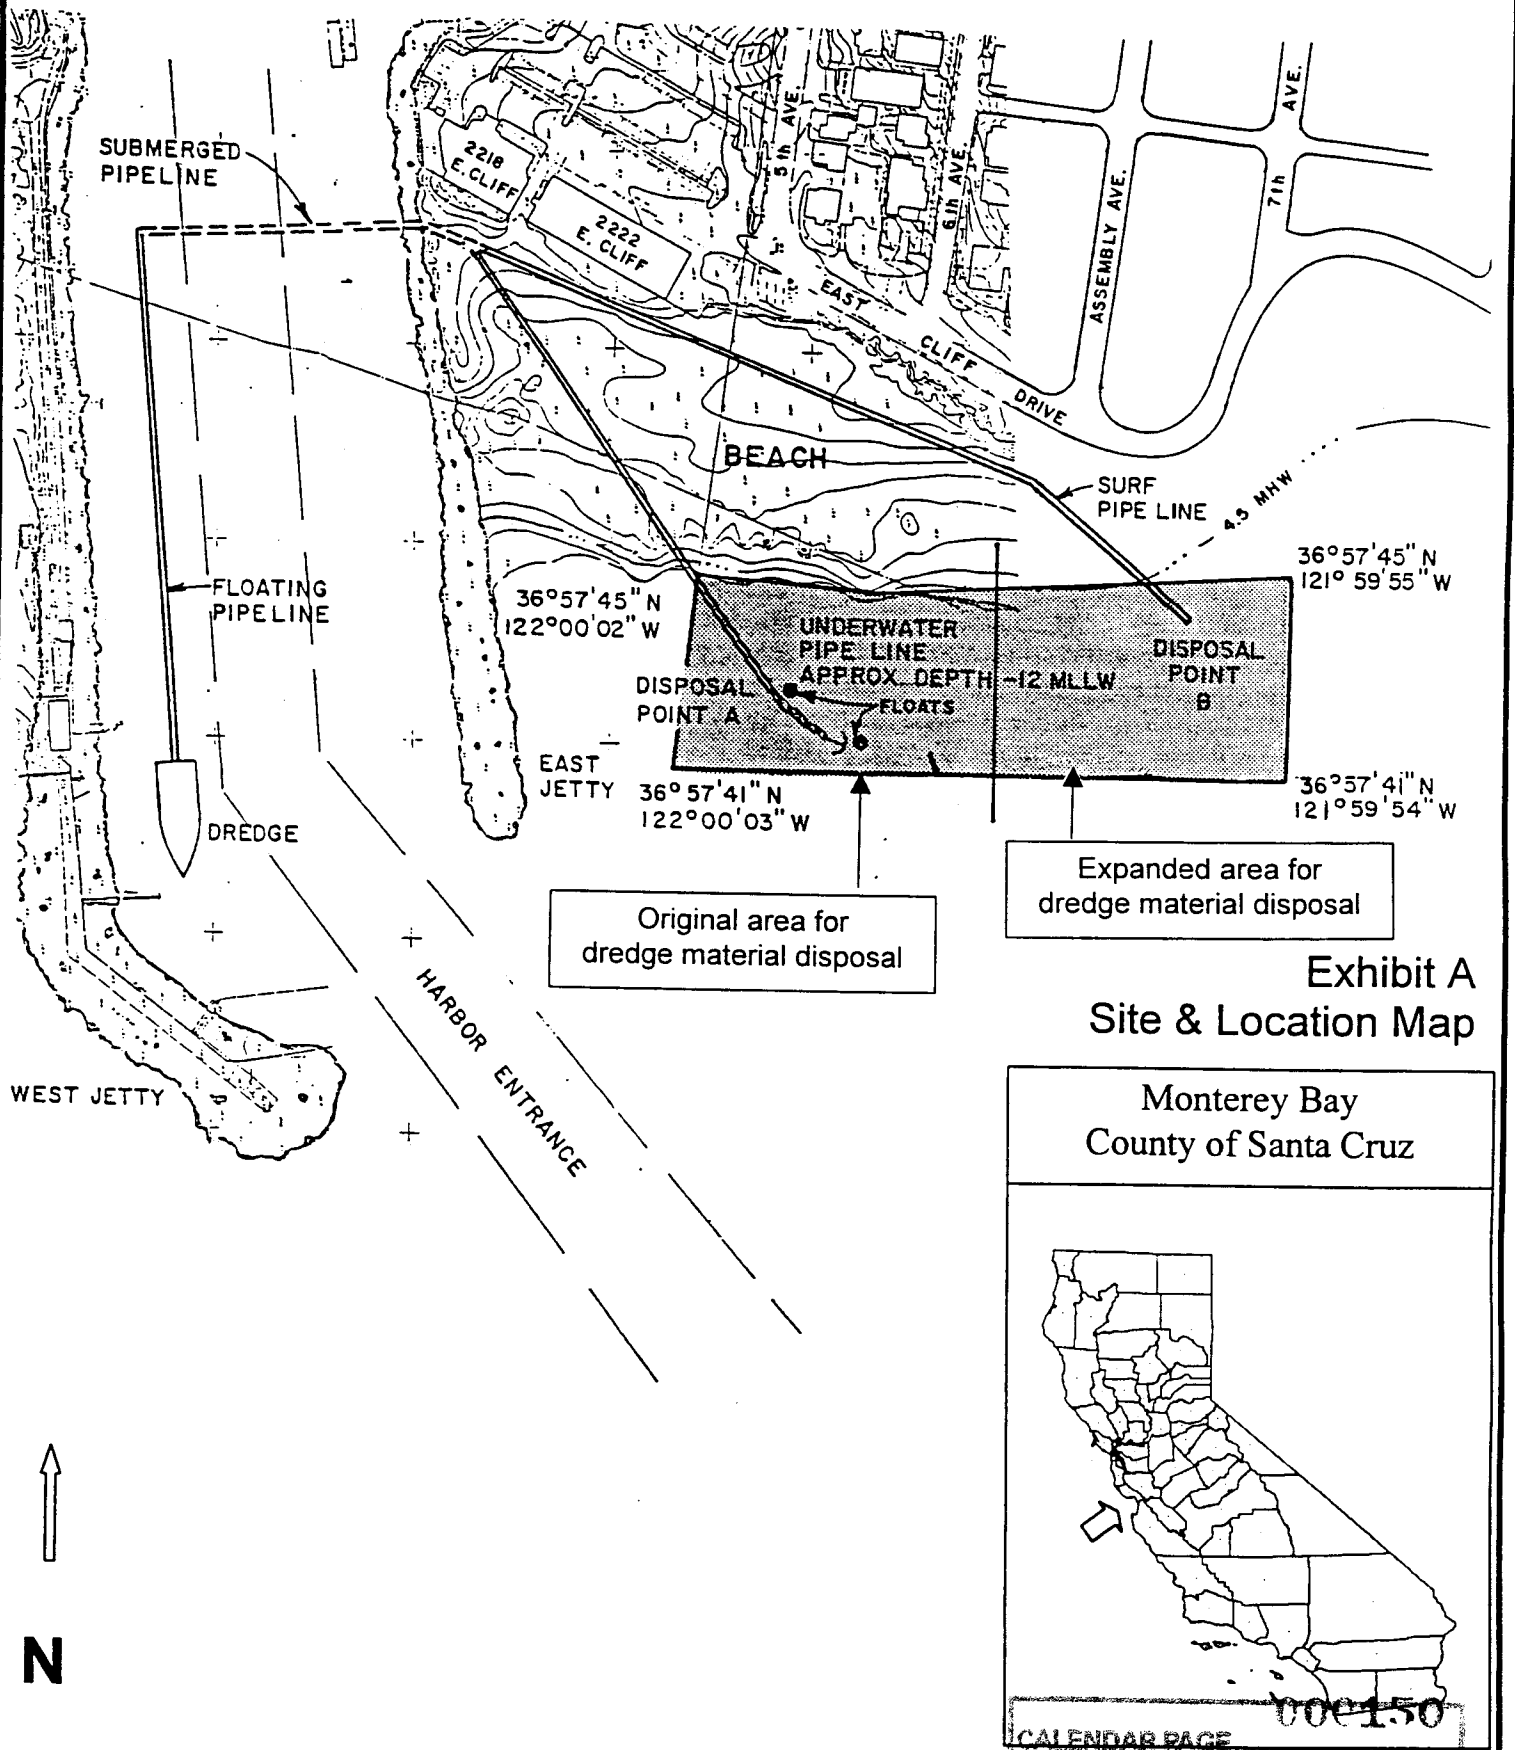 SUBMERGED
PIPELINE
2218
E. CLIFF
2222
E. CLIFF
5th AVE.
6th AVE.
ASSEMBLY AVE.
7th AVE.
EAST CLIFF DRIVE
BEACH
SURF
PIPE LINE
4.5 MHW
FLOATING
PIPELINE
36°57'45" N
122°00'02" W
36°57'45" N
121°59'55" W
UNDERWATER
PIPE LINE
APPROX. DEPTH -12 MLLW
FLOATS
DISPOSAL
POINT A
DISPOSAL
POINT
B
EAST
JETTY
36°57'41" N
122°00'03" W
36°57'41" N
121°59'54" W
DREDGE
Original area for
dredge material disposal
Expanded area for
dredge material disposal
Exhibit A
Site & Location Map
HARBOR ENTRANCE
WEST JETTY
Monterey Bay
County of Santa Cruz
N
000150
CALENDAR PAGE